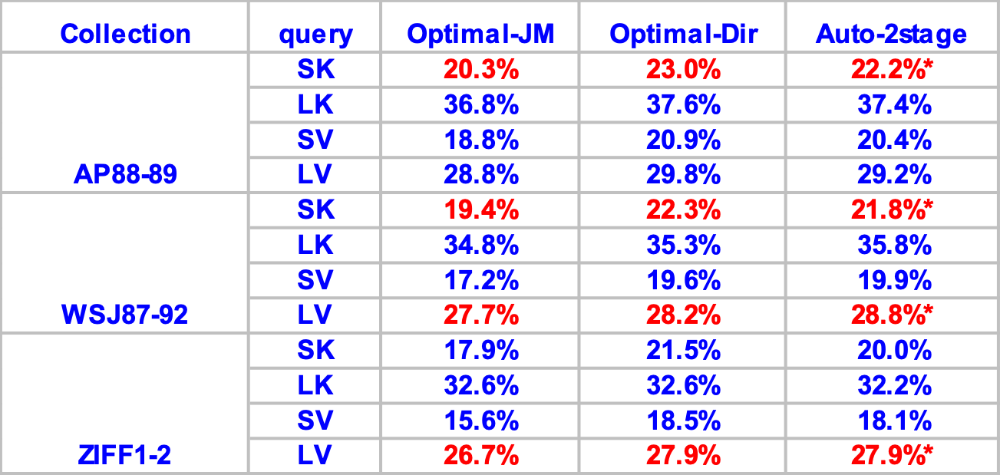 Collection query Optimal-JM Optimal-Dir Auto-2stage
SK 20.3% 23.0% 22.2%*
LK 36.8% 37.6% 37.4%
SV 18.8% 20.9% 20.4%
AP88-89 LV 28.8% 29.8% 29.2%
SK 19.4% 22.3% 21.8%*
LK 34.8% 35.3% 35.8%
SV 17.2% 19.6% 19.9%
WSJ87-92 LV 27.7% 28.2% 28.8%*
SK 17.9% 21.5% 20.0%
LK 32.6% 32.6% 32.2%
SV 15.6% 18.5% 18.1%
ZIFF1-2 LV 26.7% 27.9% 27.9%*